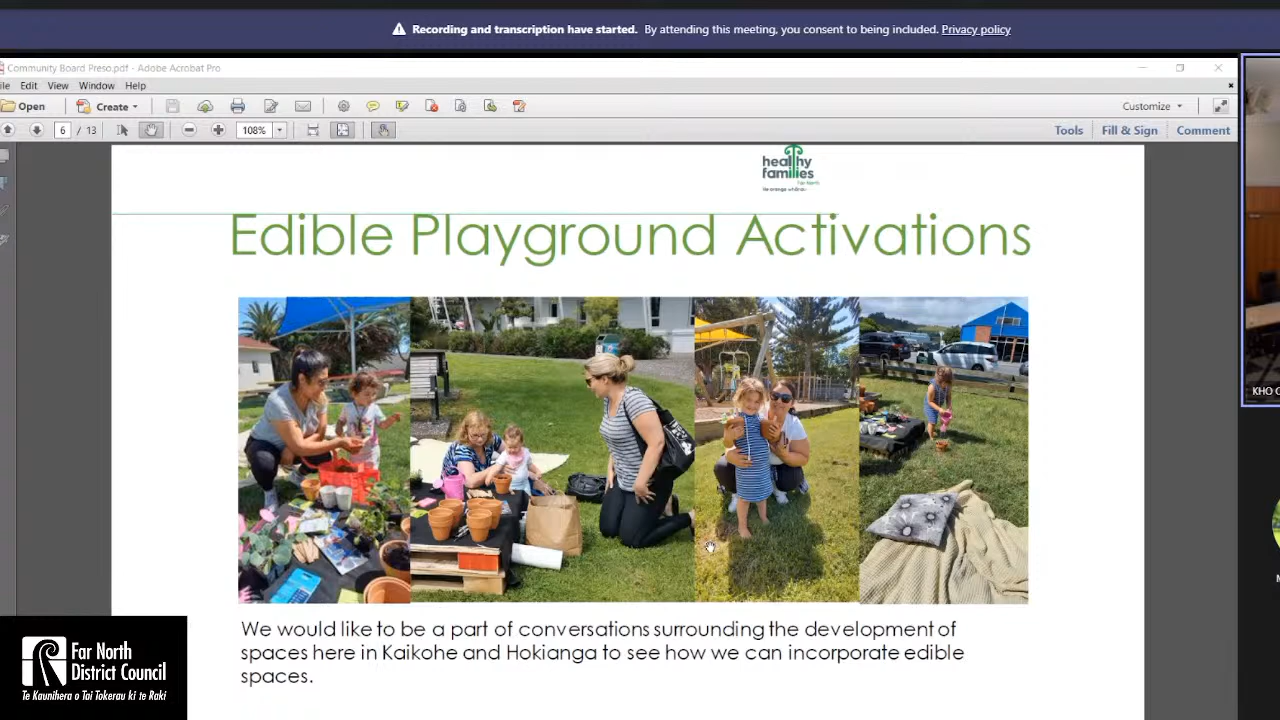 Recording and transcription have started. By attending this meeting, you consent to being included. Privacy policy
Community Board Preso.pdf - Adobe Acrobat Pro
ile Edit View Window Help
Open Create Customize
6 / 13 108% Tools Fill & Sign Comment
healthy
families
Far North
Edible Playground Activations
KHO C
We would like to be a part of conversations surrounding the development of
spaces here in Kaikohe and Hokianga to see how we can incorporate edible
spaces.
Far North
District Council
Te Kaunihera o Tai Tokerau ki te Raki